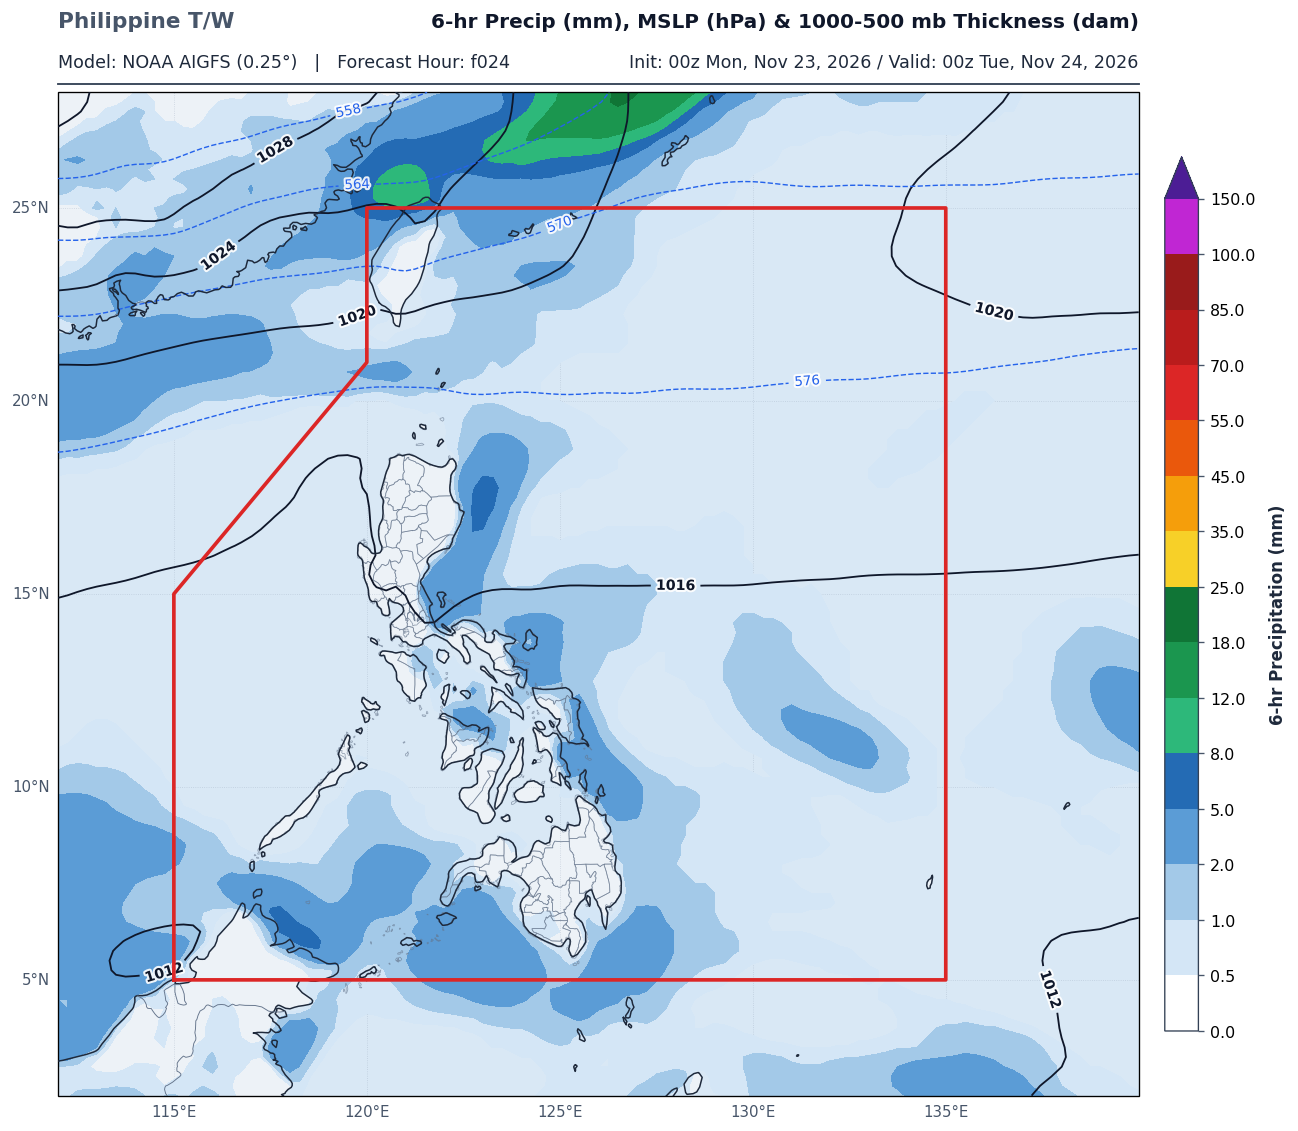 Philippine T/W
6-hr Precip (mm), MSLP (hPa) & 1000-500 mb Thickness (dam)
Model: NOAA AIGFS (0.25°) | Forecast Hour: f024
Init: 00z Mon, Nov 23, 2026 / Valid: 00z Tue, Nov 24, 2026
558
1028
564
570
1024
1020
1020
576
1016
1012
1012
25°N
20°N
15°N
10°N
5°N
115°E
120°E
125°E
130°E
135°E
150.0
100.0
85.0
70.0
55.0
45.0
35.0
25.0
18.0
12.0
8.0
5.0
2.0
1.0
0.5
0.0
6-hr Precipitation (mm)